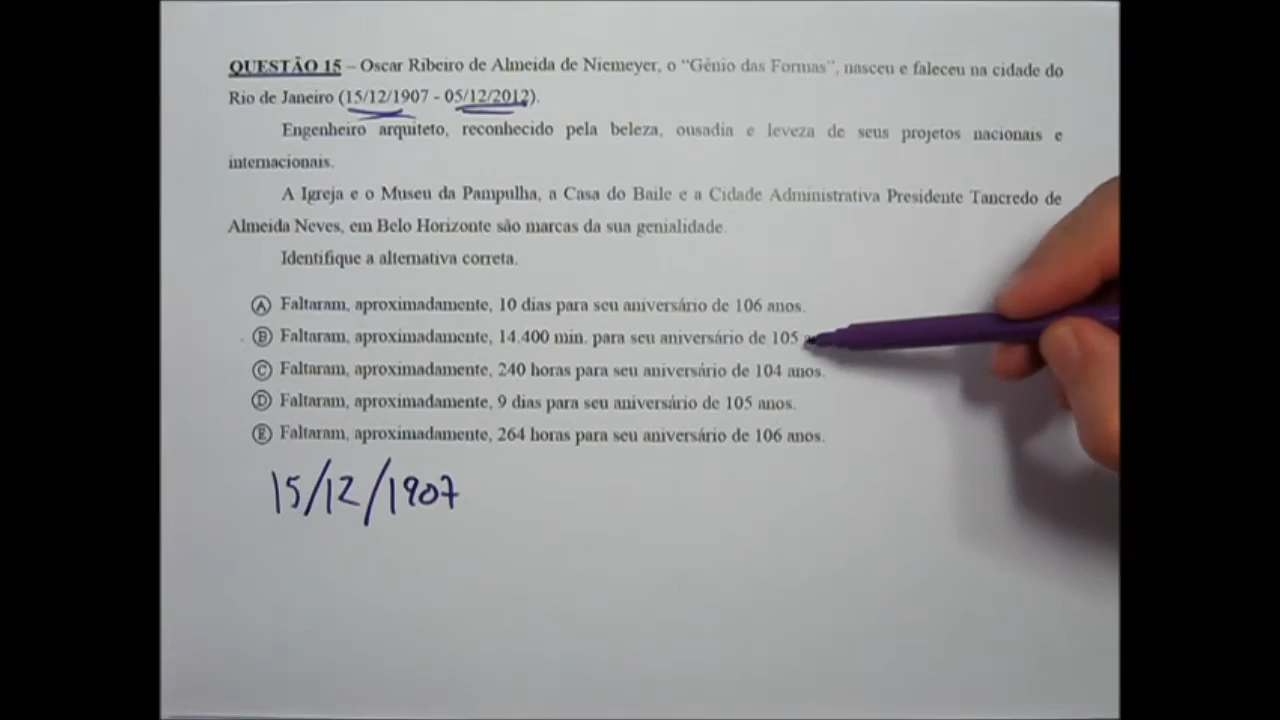 QUESTÃO 15 – Oscar Ribeiro de Almeida de Niemeyer, o “Gênio das Formas”, nasceu e faleceu na cidade do
Rio de Janeiro (15/12/1907 - 05/12/2012).
Engenheiro arquiteto, reconhecido pela beleza, ousadia e leveza de seus projetos nacionais e
internacionais.
A Igreja e o Museu da Pampulha, a Casa do Baile e a Cidade Administrativa Presidente Tancredo de
Almeida Neves, em Belo Horizonte são marcas da sua genialidade.
Identifique a alternativa correta.
A Faltaram, aproximadamente, 10 dias para seu aniversário de 106 anos.
B Faltaram, aproximadamente, 14.400 min. para seu aniversário de 105
C Faltaram, aproximadamente, 240 horas para seu aniversário de 104 anos.
D Faltaram, aproximadamente, 9 dias para seu aniversário de 105 anos.
E Faltaram, aproximadamente, 264 horas para seu aniversário de 106 anos.
15/12/1907